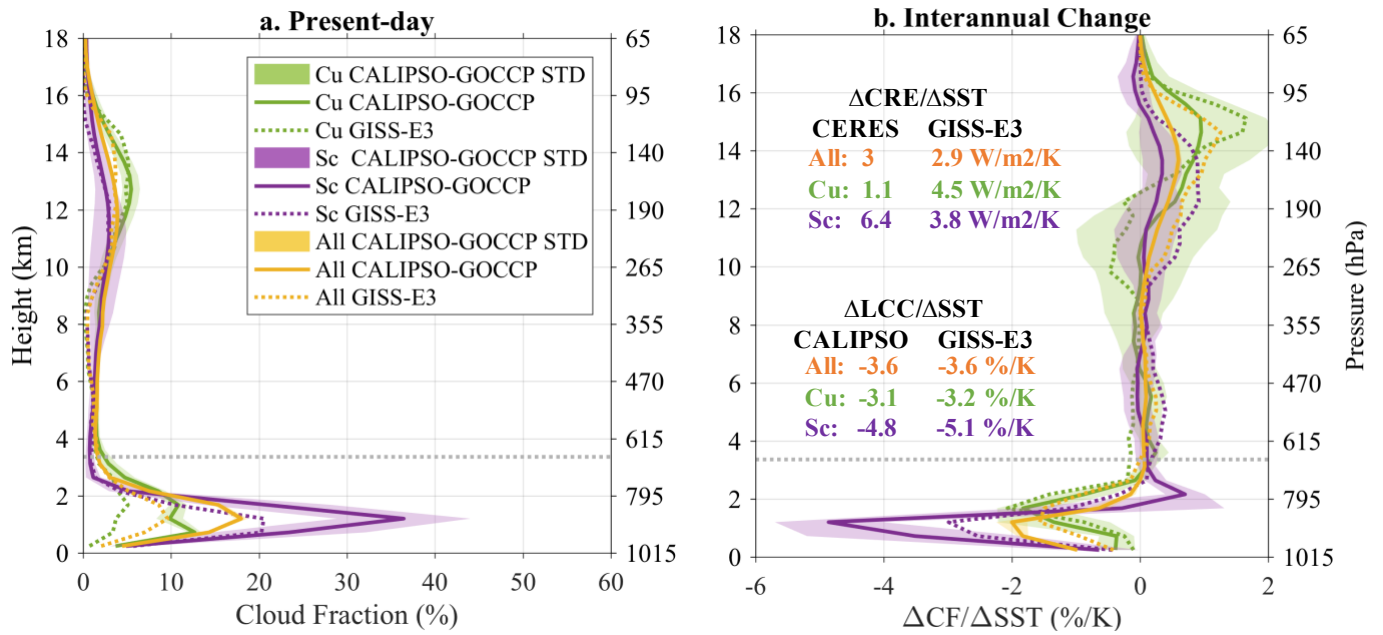 a. Present-day
18
16
14
12
10
8
6
4
2
0
Height (km)
65
95
140
190
265
355
470
615
795
1015
0
10
20
30
40
50
60
Cloud Fraction (%)
Cu CALIPSO-GOCCP STD
Cu CALIPSO-GOCCP
Cu GISS-E3
Sc CALIPSO-GOCCP STD
Sc CALIPSO-GOCCP
Sc GISS-E3
All CALIPSO-GOCCP STD
All CALIPSO-GOCCP
All GISS-E3
b. Interannual Change
18
16
14
12
10
8
6
4
2
0
65
95
140
190
265
355
470
615
795
1015
Pressure (hPa)
ΔCRE/ΔSST
CERES GISS-E3
All: 3 2.9 W/m2/K
Cu: 1.1 4.5 W/m2/K
Sc: 6.4 3.8 W/m2/K
ΔLCC/ΔSST
CALIPSO GISS-E3
All: -3.6 -3.6 %/K
Cu: -3.1 -3.2 %/K
Sc: -4.8 -5.1 %/K
-6
-4
-2
0
2
ΔCF/ΔSST (%/K)